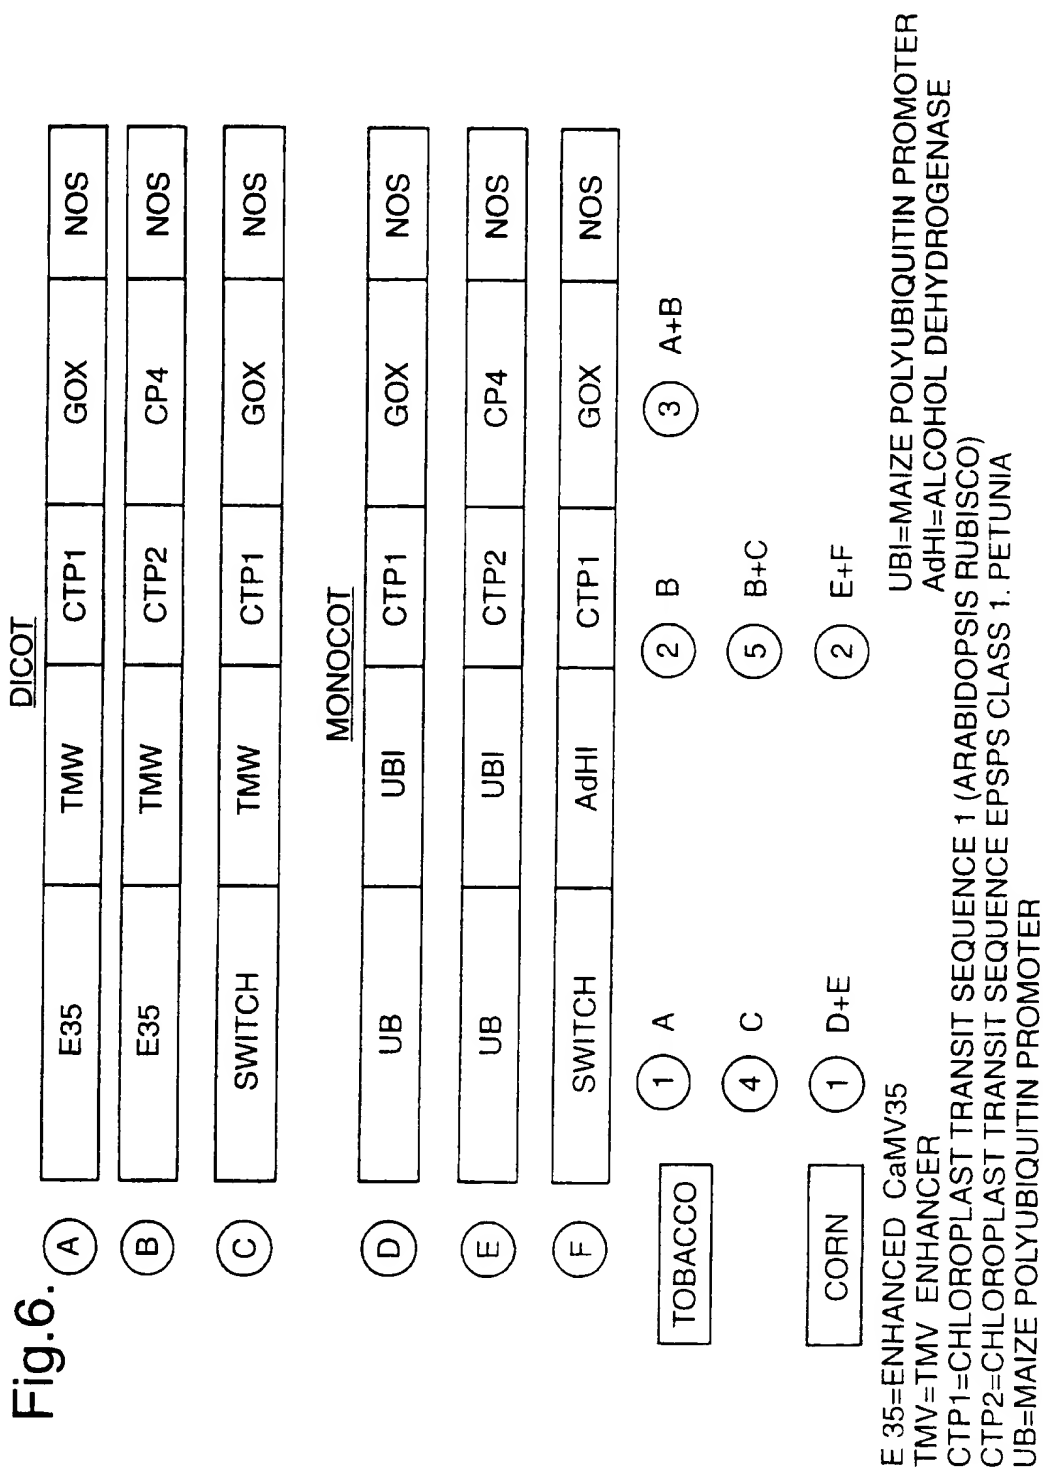 Fig.6.
DICOT
A E35 TMW CTP1 GOX NOS
B E35 TMW CTP2 CP4 NOS
C SWITCH TMW CTP1 GOX NOS
MONOCOT
D UB UBI CTP1 GOX NOS
E UB UBI CTP2 CP4 NOS
F SWITCH AdHI CTP1 GOX NOS
TOBACCO 1 A 2 B 3 A+B
4 C 5 B+C
CORN 1 D+E 2 E+F
E 35=ENHANCED CaMV35
TMV=TMV ENHANCER
CTP1=CHLOROPLAST TRANSIT SEQUENCE 1 (ARABIDOPSIS RUBISCO)
CTP2=CHLOROPLAST TRANSIT SEQUENCE EPSPS CLASS 1. PETUNIA
UB=MAIZE POLYUBIQUITIN PROMOTER
UBI=MAIZE POLYUBIQUITIN PROMOTER
AdHI=ALCOHOL DEHYDROGENASE